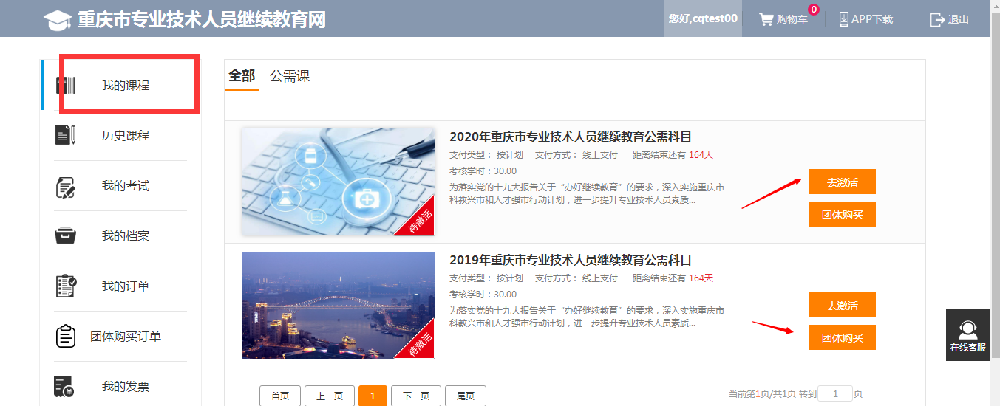 重庆市专业技术人员继续教育网
您好,cqtest00
购物车
0
APP下载
退出
我的课程
历史课程
我的考试
我的档案
我的订单
团体购买订单
我的发票
全部 公需课
2020年重庆市专业技术人员继续教育公需科目
支付类型： 按计划 支付方式： 线上支付 距离结束还有 164天
考核学时：30.00
为落实党的十九大报告关于“办好继续教育”的要求，深入实施重庆市
科教兴市和人才强市行动计划，进一步提升专业技术人员素质...
待激活
去激活
团体购买
2019年重庆市专业技术人员继续教育公需科目
支付类型： 按计划 支付方式： 线上支付 距离结束还有 164天
考核学时：30.00
为落实党的十九大报告关于“办好继续教育”的要求，深入实施重庆市
科教兴市和人才强市行动计划，进一步提升专业技术人员素质...
待激活
去激活
团体购买
在线客服
首页 上一页 1 下一页 尾页
当前第1页/共1页 转到 1 页